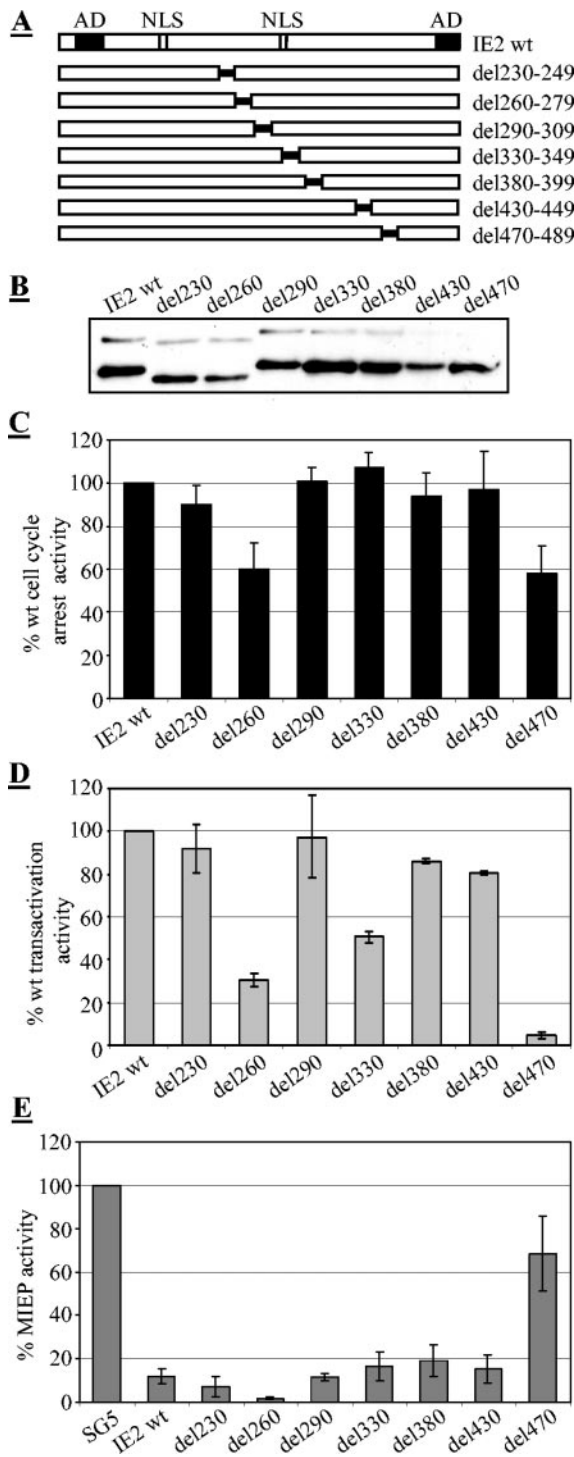 A
AD NLS NLS AD
IE2 wt
del230-249
del260-279
del290-309
del330-349
del380-399
del430-449
del470-489
B
IE2 wt del230 del260 del290 del330 del380 del430 del470
C
% wt cell cycle
arrest activity
120
100
80
60
40
20
0
IE2 wt del230 del260 del290 del330 del380 del430 del470
D
% wt transactivation
activity
120
100
80
60
40
20
0
IE2 wt del230 del260 del290 del330 del380 del430 del470
E
% MIEP activity
120
100
80
60
40
20
0
SG5 IE2 wt del230 del260 del290 del330 del380 del430 del470